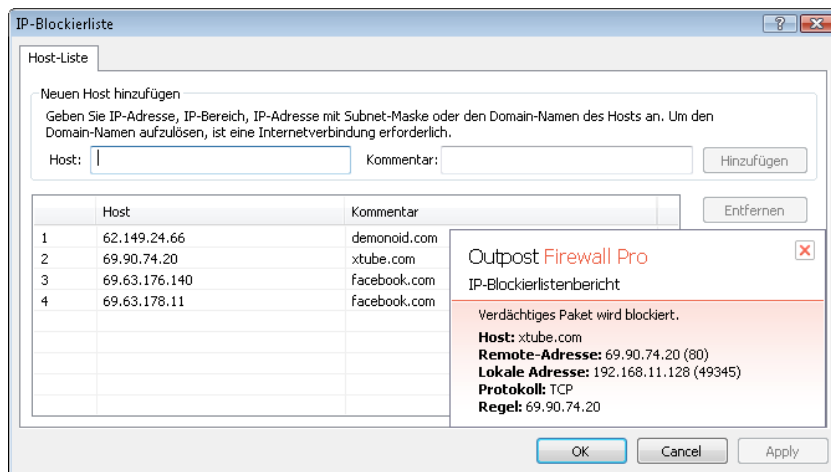 IP-Blockierliste
Host-Liste
Neuen Host hinzufügen
Geben Sie IP-Adresse, IP-Bereich, IP-Adresse mit Subnet-Maske oder den Domain-Namen des Hosts an. Um den
Domain-Namen aufzulösen, ist eine Internetverbindung erforderlich.
Host: Kommentar: Hinzufügen
Entfernen
Host Kommentar
1 62.149.24.66 demonoid.com
2 69.90.74.20 xtube.com
3 69.63.176.140 facebook.com
4 69.63.178.11 facebook.com
Outpost Firewall Pro
IP-Blockierlistenbericht
Verdächtiges Paket wird blockiert.
Host: xtube.com
Remote-Adresse: 69.90.74.20 (80)
Lokale Adresse: 192.168.11.128 (49345)
Protokoll: TCP
Regel: 69.90.74.20
OK Cancel Apply